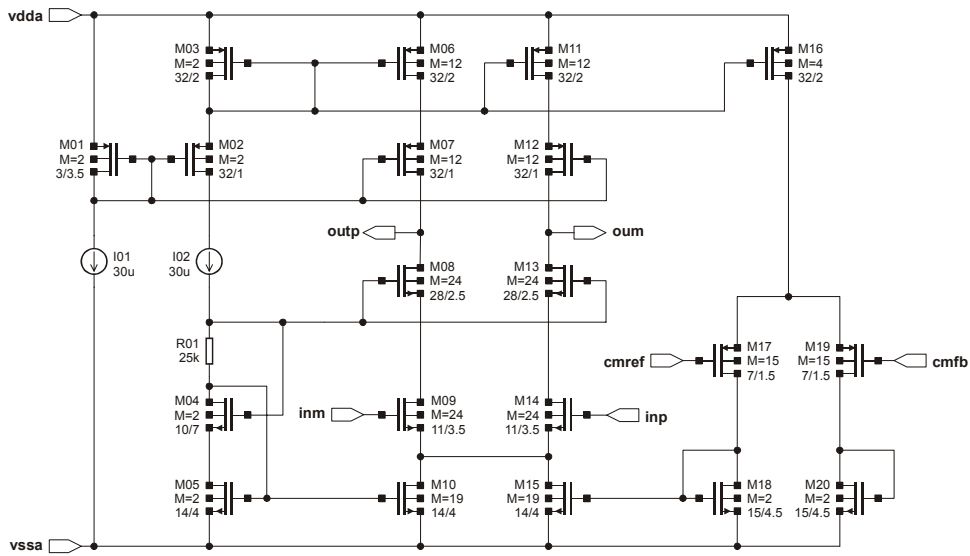 vdda
M03
M=2
32/2
M06
M=12
32/2
M11
M=12
32/2
M16
M=4
32/2
M01
M=2
3/3.5
M02
M=2
32/1
M07
M=12
32/1
M12
M=12
32/1
outp
oum
I01
30u
I02
30u
M08
M=24
28/2.5
M13
M=24
28/2.5
R01
25k
cmref
M17
M=15
7/1.5
M19
M=15
7/1.5
cmfb
M04
M=2
10/7
inm
M09
M=24
11/3.5
M14
M=24
11/3.5
inp
M05
M=2
14/4
M10
M=19
14/4
M15
M=19
14/4
M18
M=2
15/4.5
M20
M=2
15/4.5
vssa